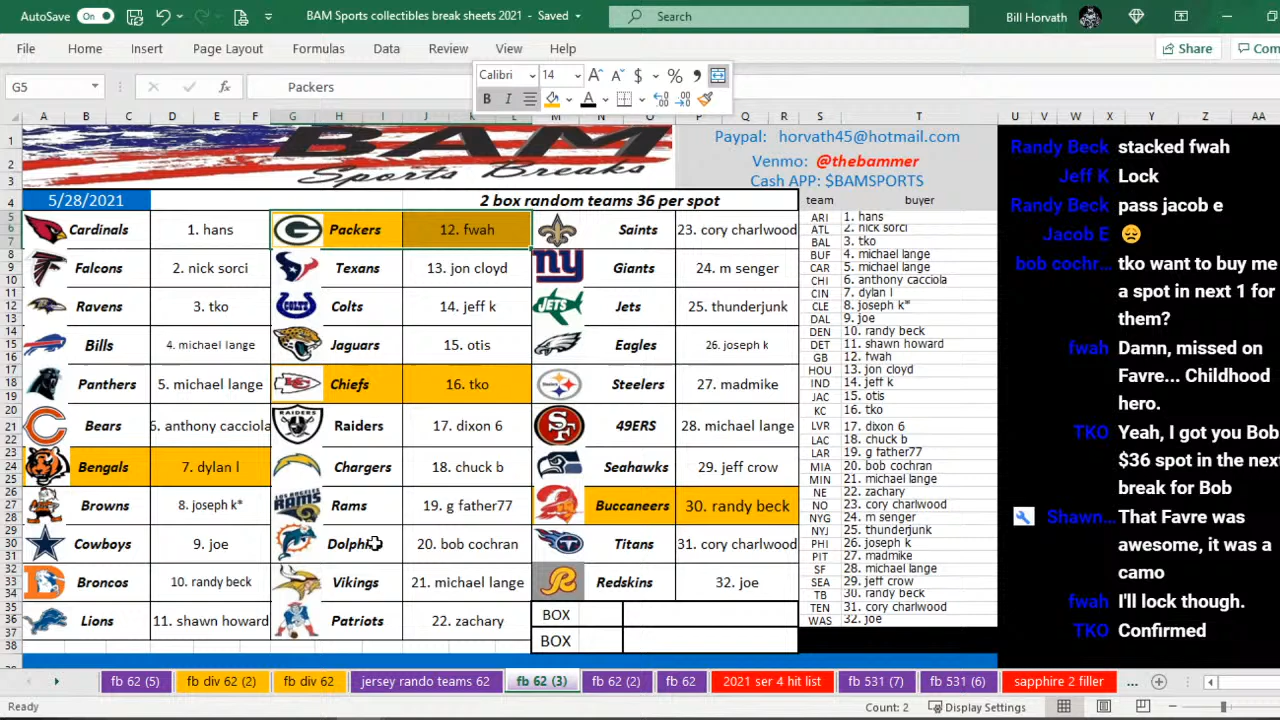 AutoSave On BAM Sports collectibles break sheets 2021 - Saved Search Bill Horvath
File Home Insert Page Layout Formulas Data Review View Help Share Com
Calibri 14 A A $ % ,
B I A
G5 fx Packers
A B C D E F G H I J K L M N O P Q R S T U V W X Y Z AA
BAM
Sports Breaks
Paypal: horvath45@hotmail.com
Venmo: @thebammer
Cash APP: $BAMSPORTS
5/28/2021 2 box random teams 36 per spot team buyer
Cardinals 1. hans Packers 12. fwah Saints 23. cory charlwood
Falcons 2. nick sorci Texans 13. jon cloyd Giants 24. m senger
Ravens 3. tko Colts 14. jeff k Jets 25. thunderjunk
Bills 4. michael lange Jaguars 15. otis Eagles 26. joseph k
Panthers 5. michael lange Chiefs 16. tko Steelers 27. madmike
Bears 6. anthony cacciola Raiders 17. dixon 6 49ERS 28. michael lange
Bengals 7. dylan l Chargers 18. chuck b Seahawks 29. jeff crow
Browns 8. joseph k* Rams 19. g father77 Buccaneers 30. randy beck
Cowboys 9. joe Dolphi 20. bob cochran Titans 31. cory charlwood
Broncos 10. randy beck Vikings 21. michael lange Redskins 32. joe
Lions 11. shawn howard Patriots 22. zachary BOX
BOX
ARI 1. hans
ATL 2. nick sorci
BAL 3. tko
BUF 4. michael lange
CAR 5. michael lange
CHI 6. anthony cacciola
CIN 7. dylan l
CLE 8. joseph k*
DAL 9. joe
DEN 10. randy beck
DET 11. shawn howard
GB 12. fwah
HOU 13. jon cloyd
IND 14. jeff k
JAC 15. otis
KC 16. tko
LVR 17. dixon 6
LAC 18. chuck b
LAR 19. g father77
MIA 20. bob cochran
MIN 21. michael lange
NE 22. zachary
NO 23. cory charlwood
NYG 24. m senger
NYJ 25. thunderjunk
PHI 26. joseph k
PIT 27. madmike
SF 28. michael lange
SEA 29. jeff crow
TB 30. randy beck
TEN 31. cory charlwood
WAS 32. joe
Randy Beck stacked fwah
Jeff K Lock
Randy Beck pass jacob e
Jacob E 😞
bob cochr... tko want to buy me
a spot in next 1 for
them?
fwah Damn, missed on
Favre... Childhood
hero.
TKO Yeah, I got you Bob
$36 spot in the next
break for Bob
Shawn... That Favre was
awesome, it was a
camo
fwah I'll lock though.
TKO Confirmed
fb 62 (5) fb div 62 (2) fb div 62 jersey rando teams 62 fb 62 (3) fb 62 (2) fb 62 2021 ser 4 hit list fb 531 (7) fb 531 (6) sapphire 2 filler ...
Ready Count: 2 Display Settings